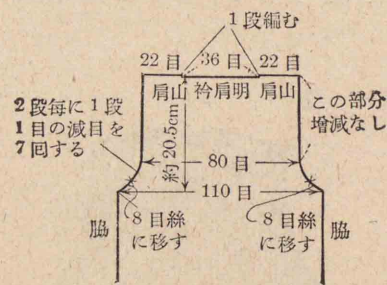 1段編む
22目 36目 22目
肩山 衿肩明 肩山
2段毎に1段
1目の減目を
7回する
この部分
増減なし
約20.5cm
80目
110目
8目絲
に移す
8目絲
に移す
脇
脇